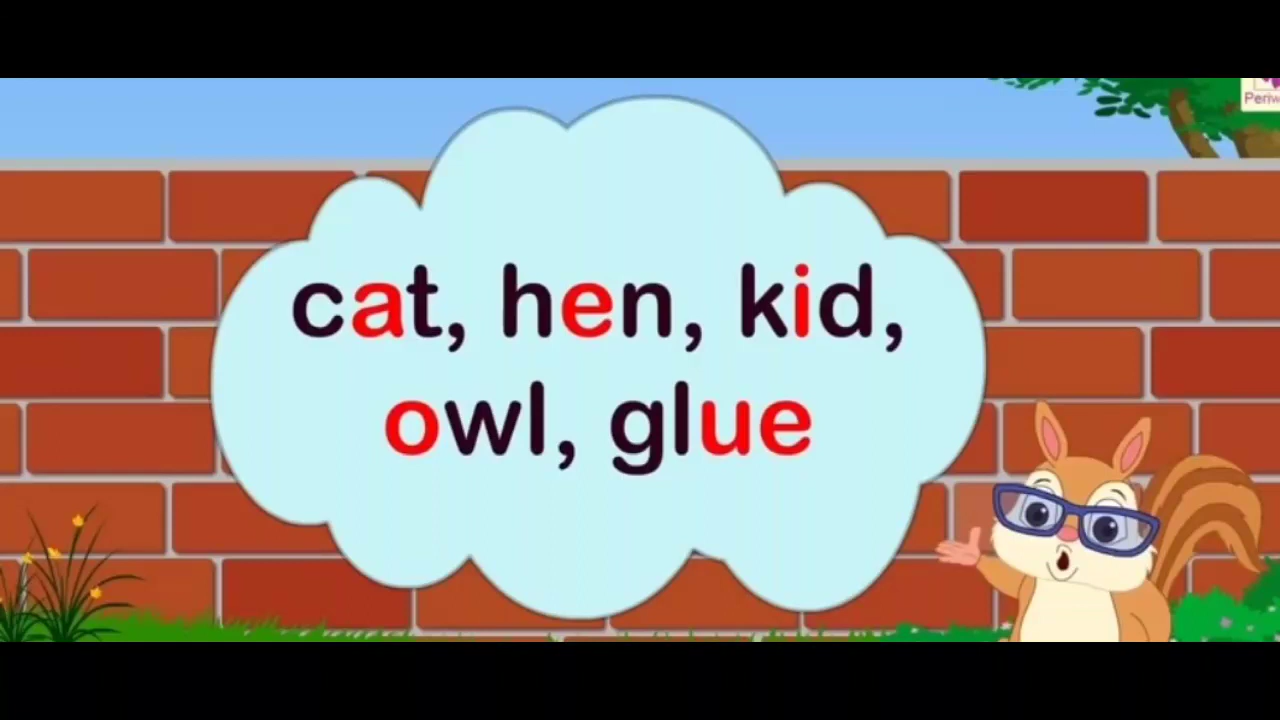 cat, hen, kid,
owl, glue